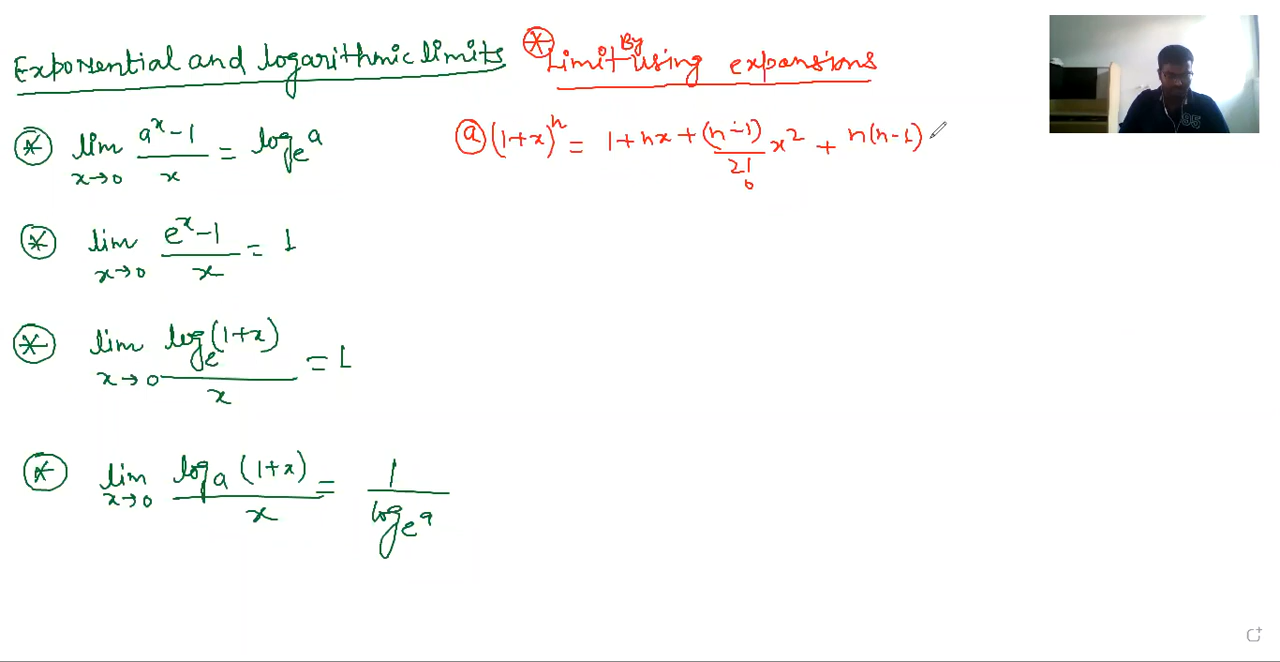 Exponential and logarithmic limits
lim x→0 (a^x - 1)/x = log_e a
lim x→0 (e^x - 1)/x = 1
lim x→0 log_e(1+x)/x = 1
lim x→0 log_a(1+x)/x = 1/log_e a
Limit By using expansions
(a) (1+x)^n = 1 + nx + (n-1)/2! x^2 + n(n-1)